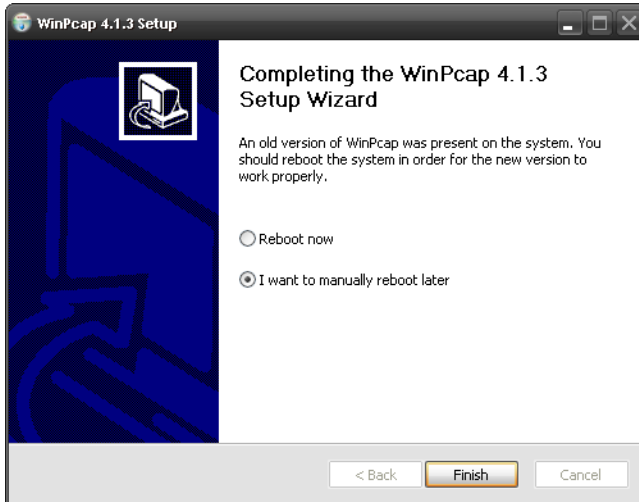 WinPcap 4.1.3 Setup
Completing the WinPcap 4.1.3
Setup Wizard
An old version of WinPcap was present on the system. You
should reboot the system in order for the new version to
work properly.
Reboot now
I want to manually reboot later
< Back
Finish
Cancel